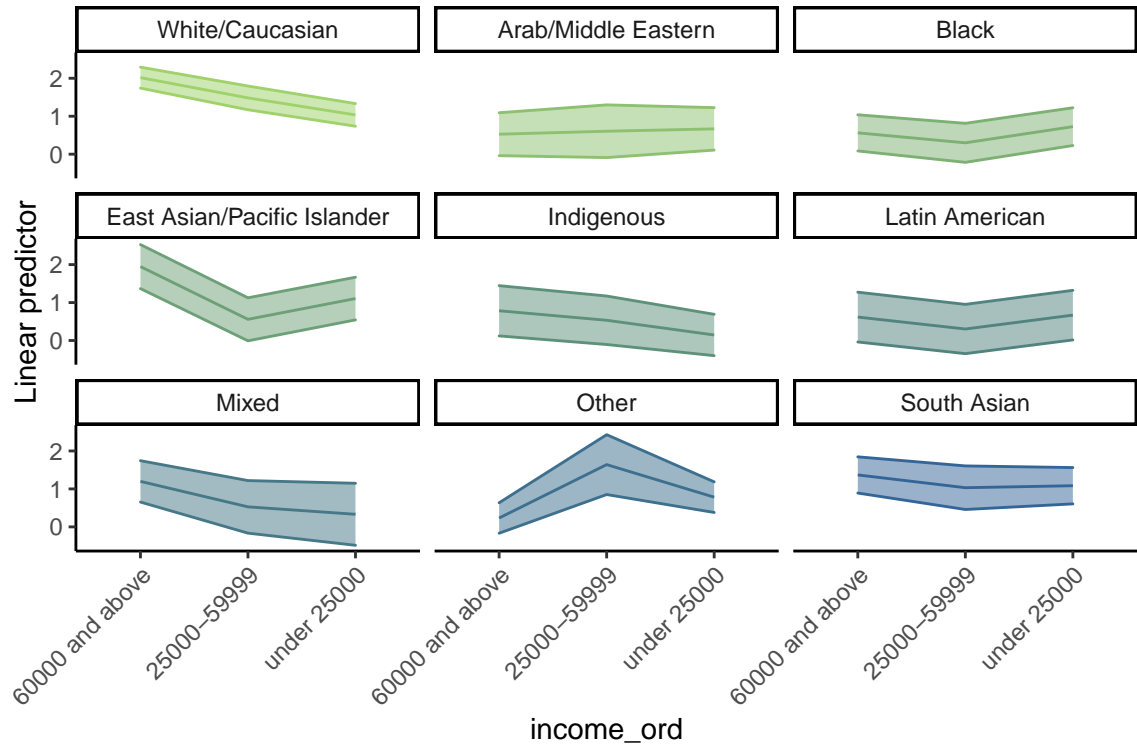 White/Caucasian
Arab/Middle Eastern
Black
2
1
0
East Asian/Pacific Islander
Indigenous
Latin American
2
1
0
Mixed
Other
South Asian
2
1
0
Linear predictor
60000 and above
25000–59999
under 25000
60000 and above
25000–59999
under 25000
60000 and above
25000–59999
under 25000
income_ord